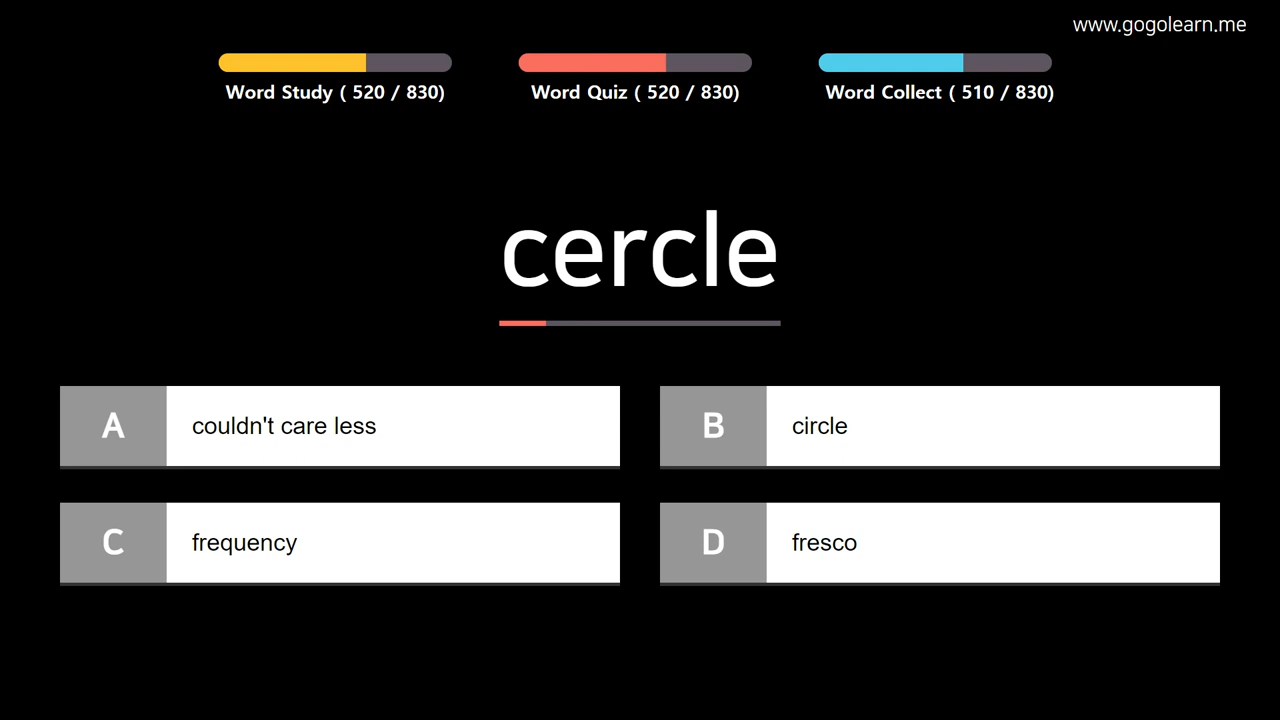 www.gogolearn.me
Word Study ( 520 / 830)
Word Quiz ( 520 / 830)
Word Collect ( 510 / 830)
cercle
A couldn't care less
B circle
C frequency
D fresco